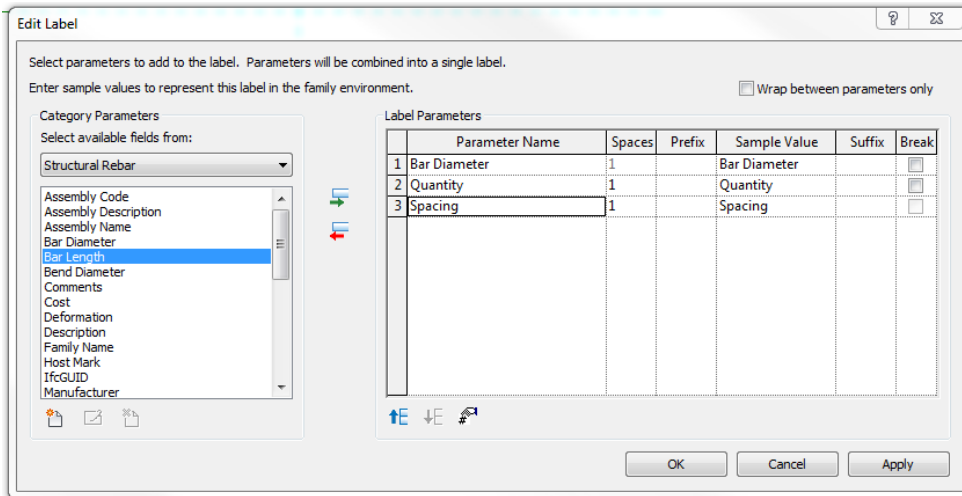 Edit Label
Select parameters to add to the label. Parameters will be combined into a single label.
Enter sample values to represent this label in the family environment.
Wrap between parameters only
Category Parameters
Select available fields from:
Structural Rebar
Assembly Code
Assembly Description
Assembly Name
Bar Diameter
Bar Length
Bend Diameter
Comments
Cost
Deformation
Description
Family Name
Host Mark
IfcGUID
Manufacturer
Label Parameters
Parameter Name Spaces Prefix Sample Value Suffix Break
1 Bar Diameter 1 Bar Diameter
2 Quantity 1 Quantity
3 Spacing 1 Spacing
OK Cancel Apply